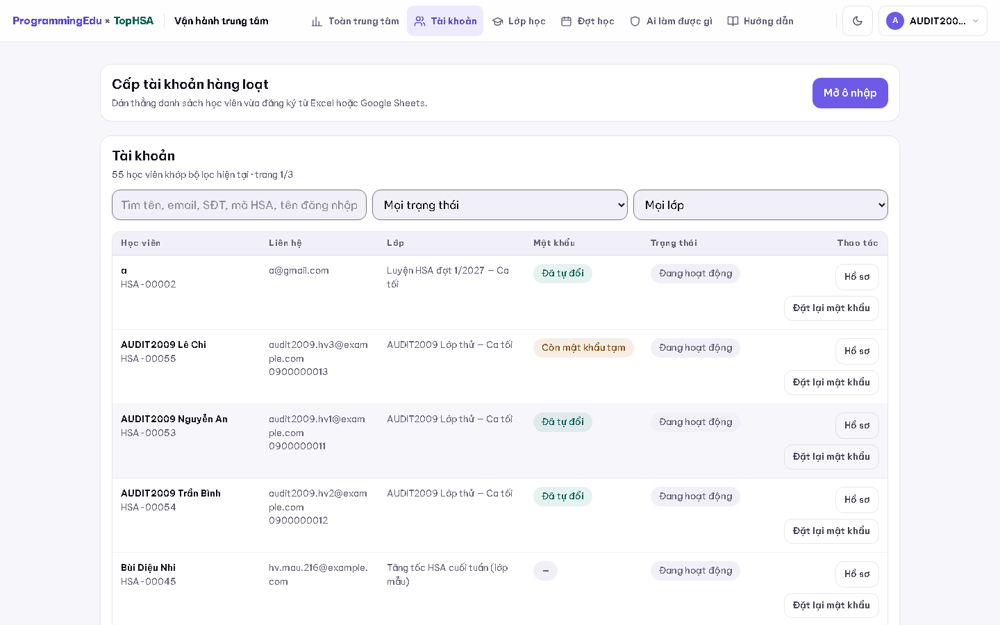 ProgrammingEdu × TopHSA
Vận hành trung tâm
Toàn trung tâm
Tài khoản
Lớp học
Đợt học
Ai làm được gì
Hướng dẫn
A
AUDIT200...
Cấp tài khoản hàng loạt
Dán thẳng danh sách học viên vừa đăng ký từ Excel hoặc Google Sheets.
Mở ô nhập
Tài khoản
55 học viên khớp bộ lọc hiện tại · trang 1/3
Tìm tên, email, SĐT, mã HSA, tên đăng nhập
Mọi trạng thái
Mọi lớp
Học viên
Liên hệ
Lớp
Mật khẩu
Trạng thái
Thao tác
a
HSA-00002
a@gmail.com
Luyện HSA đợt 1/2027 — Ca
tối
Đã tự đổi
Đang hoạt động
Hồ sơ
Đặt lại mật khẩu
AUDIT2009 Lê Chi
HSA-00055
audit2009.hv3@exam
ple.com
0900000013
AUDIT2009 Lớp thử — Ca tối
Còn mật khẩu tạm
Đang hoạt động
Hồ sơ
Đặt lại mật khẩu
AUDIT2009 Nguyễn An
HSA-00053
audit2009.hv1@exam
ple.com
0900000011
AUDIT2009 Lớp thử — Ca tối
Đã tự đổi
Đang hoạt động
Hồ sơ
Đặt lại mật khẩu
AUDIT2009 Trần Bình
HSA-00054
audit2009.hv2@exam
ple.com
0900000012
AUDIT2009 Lớp thử — Ca tối
Đã tự đổi
Đang hoạt động
Hồ sơ
Đặt lại mật khẩu
Bùi Diệu Nhi
HSA-00045
hv.mau.216@example.
com
Tăng tốc HSA cuối tuần (lớp
mẫu)
—
Đang hoạt động
Hồ sơ
Đặt lại mật khẩu